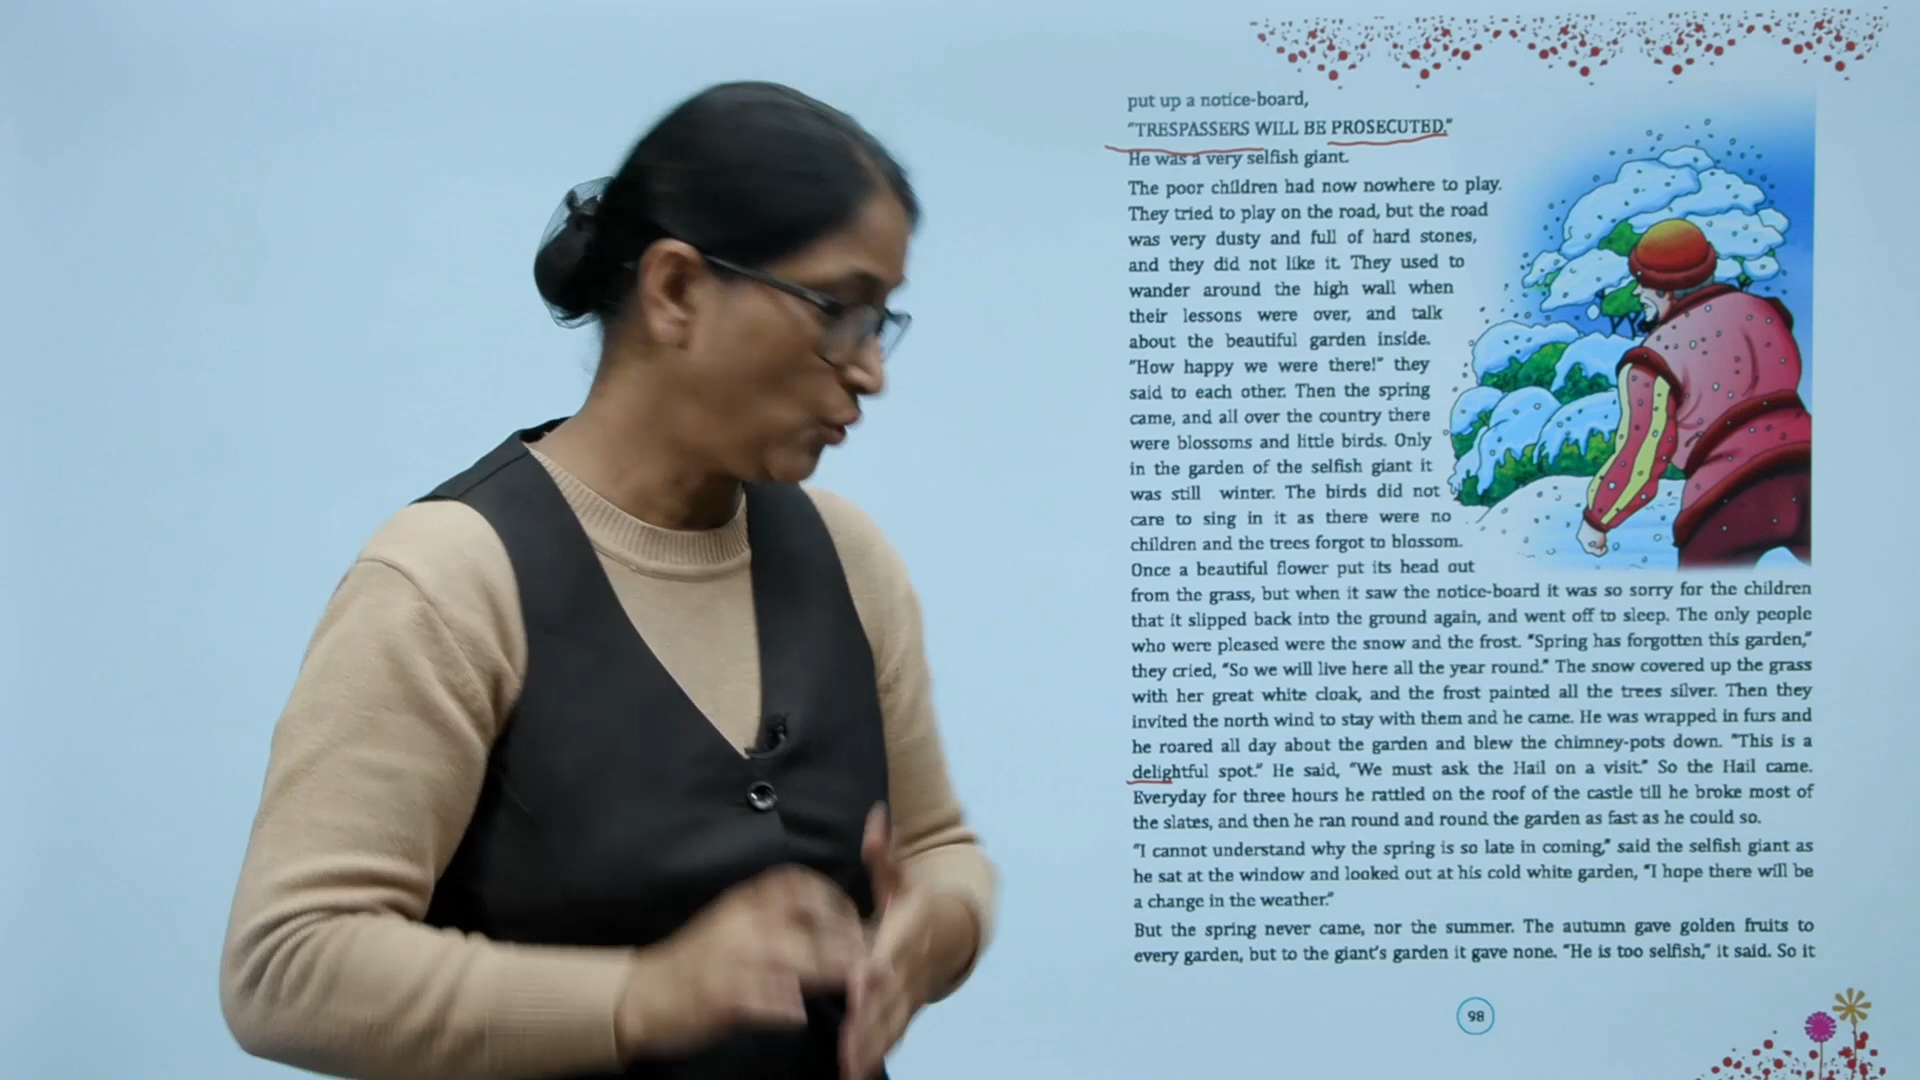 put up a notice-board,
"TRESPASSERS WILL BE PROSECUTED."
He was a very selfish giant.
The poor children had now nowhere to play.
They tried to play on the road, but the road
was very dusty and full of hard stones,
and they did not like it. They used to
wander around the high wall when
their lessons were over, and talk
about the beautiful garden inside.
"How happy we were there!" they
said to each other. Then the spring
came, and all over the country there
were blossoms and little birds. Only
in the garden of the selfish giant it
was still winter. The birds did not
care to sing in it as there were no
children and the trees forgot to blossom.
Once a beautiful flower put its head out
from the grass, but when it saw the notice-board it was so sorry for the children
that it slipped back into the ground again, and went off to sleep. The only people
who were pleased were the snow and the frost. "Spring has forgotten this garden,"
they cried, "So we will live here all the year round." The snow covered up the grass
with her great white cloak, and the frost painted all the trees silver. Then they
invited the north wind to stay with them and he came. He was wrapped in furs and
he roared all day about the garden and blew the chimney-pots down. "This is a
delightful spot." He said, "We must ask the Hail on a visit." So the Hail came.
Everyday for three hours he rattled on the roof of the castle till he broke most of
the slates, and then he ran round and round the garden as fast as he could so.
"I cannot understand why the spring is so late in coming," said the selfish giant as
he sat at the window and looked out at his cold white garden, "I hope there will be
a change in the weather."
But the spring never came, nor the summer. The autumn gave golden fruits to
every garden, but to the giant's garden it gave none. "He is too selfish," it said. So it
98